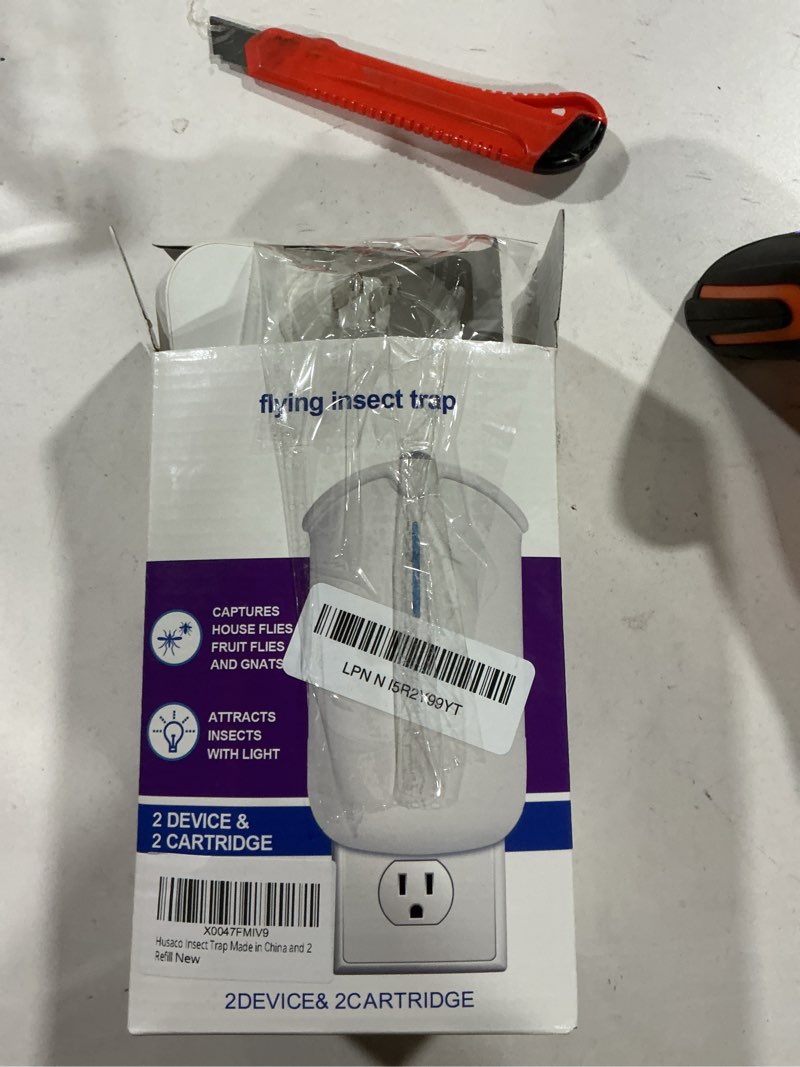 flying insect trap
CAPTURES
HOUSE FLIES
FRUIT FLIES
AND GNATS
ATTRACTS
INSECTS
WITH LIGHT
LPN N I5R2Y99YT
2 DEVICE &
2 CARTRIDGE
X0047FMIV9
Husaco Insect Trap Made in China and 2
Refill New
2DEVICE& 2CARTRIDGE